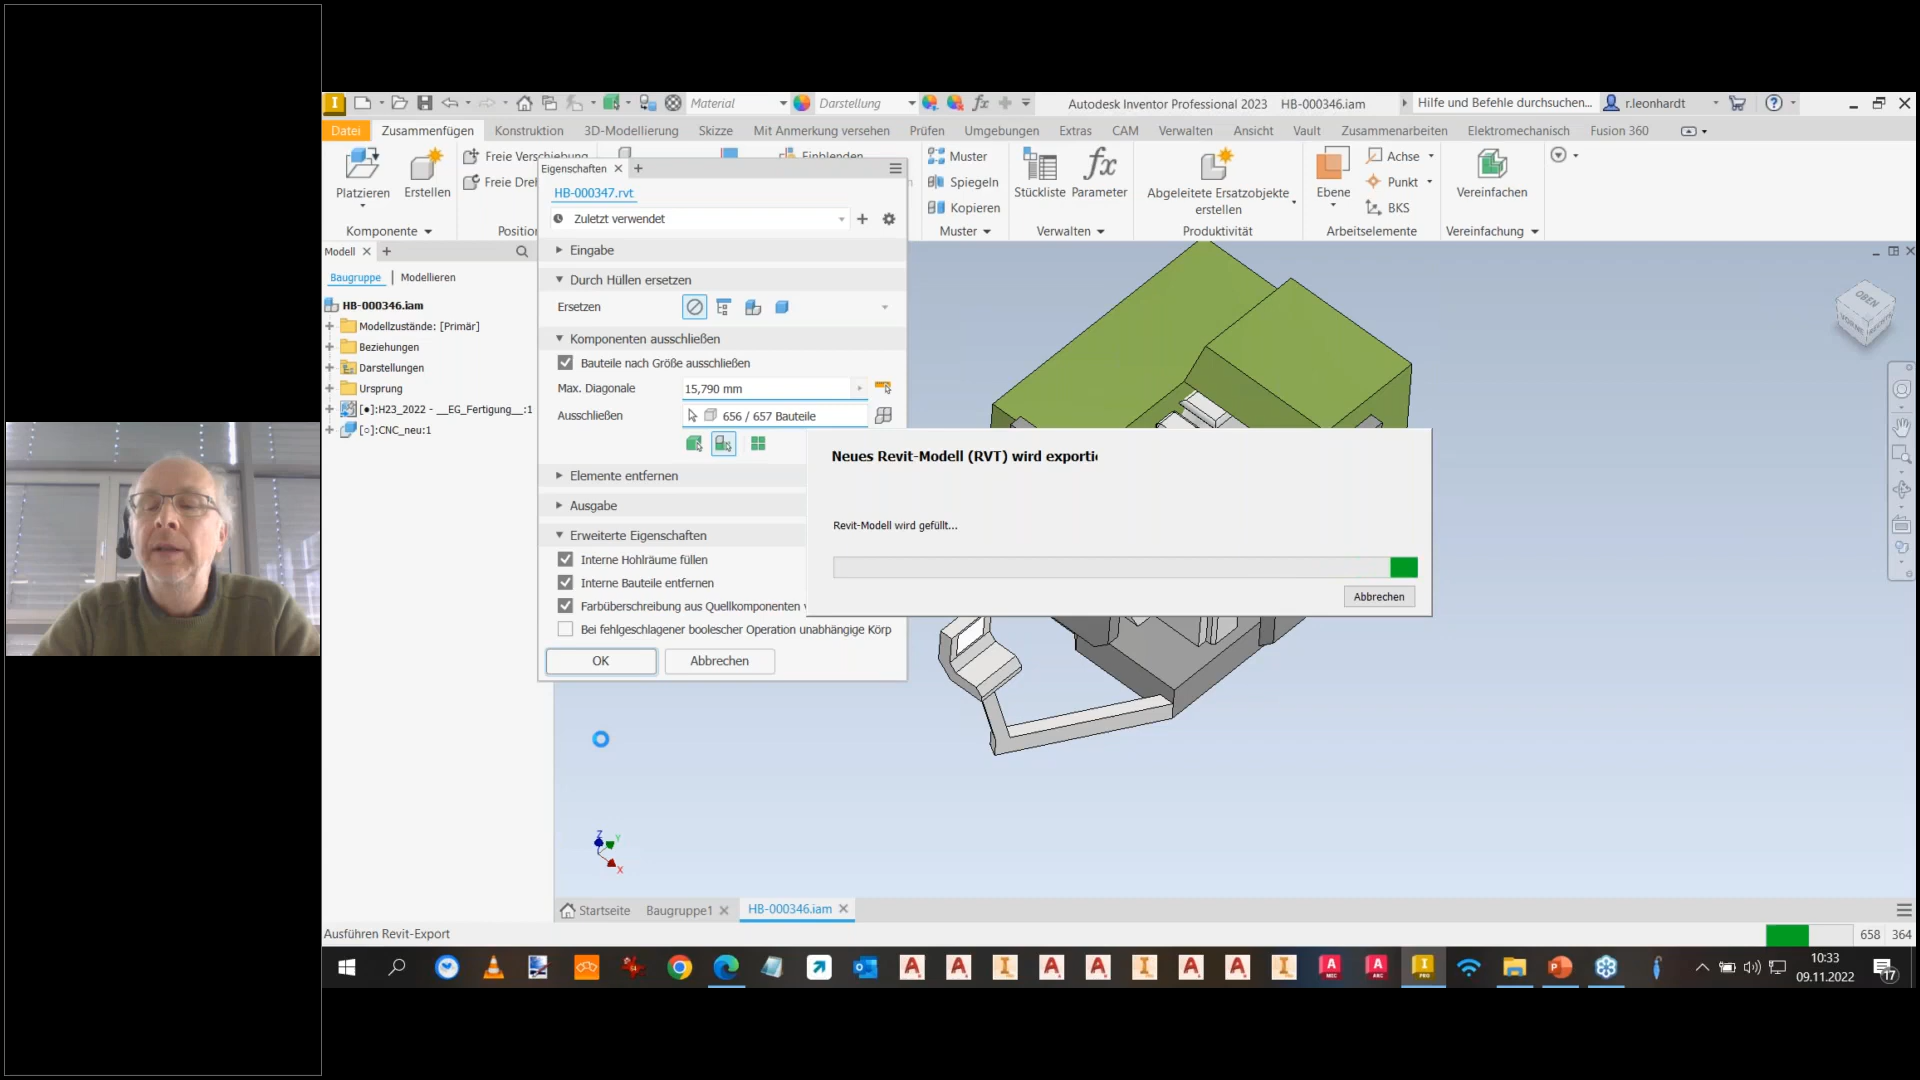 Material
Darstellung
Autodesk Inventor Professional 2023 HB-000346.iam
Hilfe und Befehle durchsuchen...
r.leonhardt
Datei Zusammenfügen Konstruktion 3D-Modellierung Skizze Mit Anmerkung versehen Prüfen Umgebungen Extras CAM Verwalten Ansicht Vault Zusammenarbeiten Elektromechanisch Fusion 360
Platzieren
Erstellen
Freie Verschiebung
Freie Dre
Einblenden
Komponente
Position
Muster
Spiegeln
Kopieren
Muster
Stückliste
Parameter
Verwalten
Abgeleitete Ersatzobjekte
erstellen
Produktivität
Ebene
Achse
Punkt
BKS
Arbeitselemente
Vereinfachen
Vereinfachung
Modell
Baugruppe Modellieren
HB-000346.iam
Modellzustände: [Primär]
Beziehungen
Darstellungen
Ursprung
[●]:H23_2022 - __EG_Fertigung__:1
[○]:CNC_neu:1
Eigenschaften
HB-000347.rvt
Zuletzt verwendet
Eingabe
Durch Hüllen ersetzen
Ersetzen
Komponenten ausschließen
Bauteile nach Größe ausschließen
Max. Diagonale 15,790 mm
Ausschließen 656 / 657 Bauteile
Elemente entfernen
Ausgabe
Erweiterte Eigenschaften
Interne Hohlräume füllen
Interne Bauteile entfernen
Farbüberschreibung aus Quellkomponenten v
Bei fehlgeschlagener boolescher Operation unabhängige Körp
OK Abbrechen
Neues Revit-Modell (RVT) wird exporti
Revit-Modell wird gefüllt...
Abbrechen
OBEN
VORNE
Z
Y
X
Startseite Baugruppe1 HB-000346.iam
Ausführen Revit-Export
658 364
10:33
09.11.2022
17